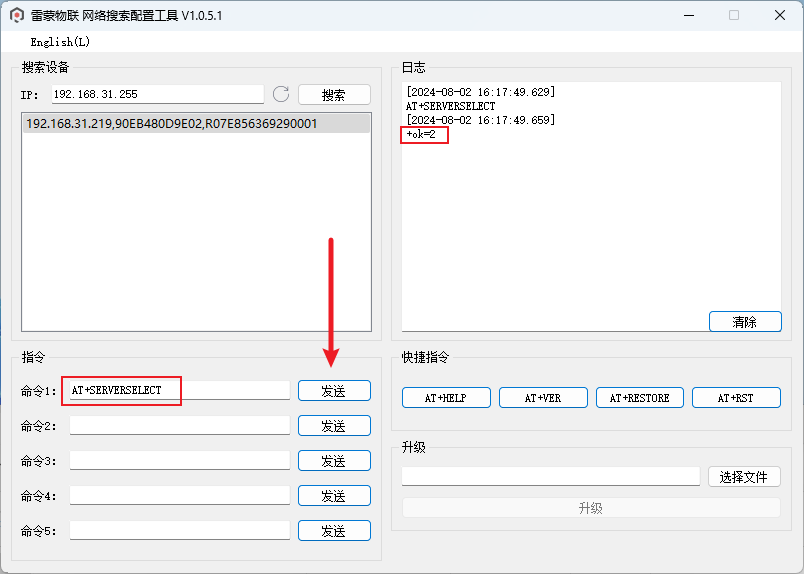 雷蒙物联 网络搜索配置工具 V1.0.5.1
English(L)
搜索设备
IP: 192.168.31.255 搜索
192.168.31.219,90EB480D9E02,R07E856369290001
日志
[2024-08-02 16:17:49.629]
AT+SERVERSELECT
[2024-08-02 16:17:49.659]
+ok=2
清除
指令
命令1: AT+SERVERSELECT 发送
命令2: 发送
命令3: 发送
命令4: 发送
命令5: 发送
快捷指令
AT+HELP AT+VER AT+RESTORE AT+RST
升级
选择文件
升级